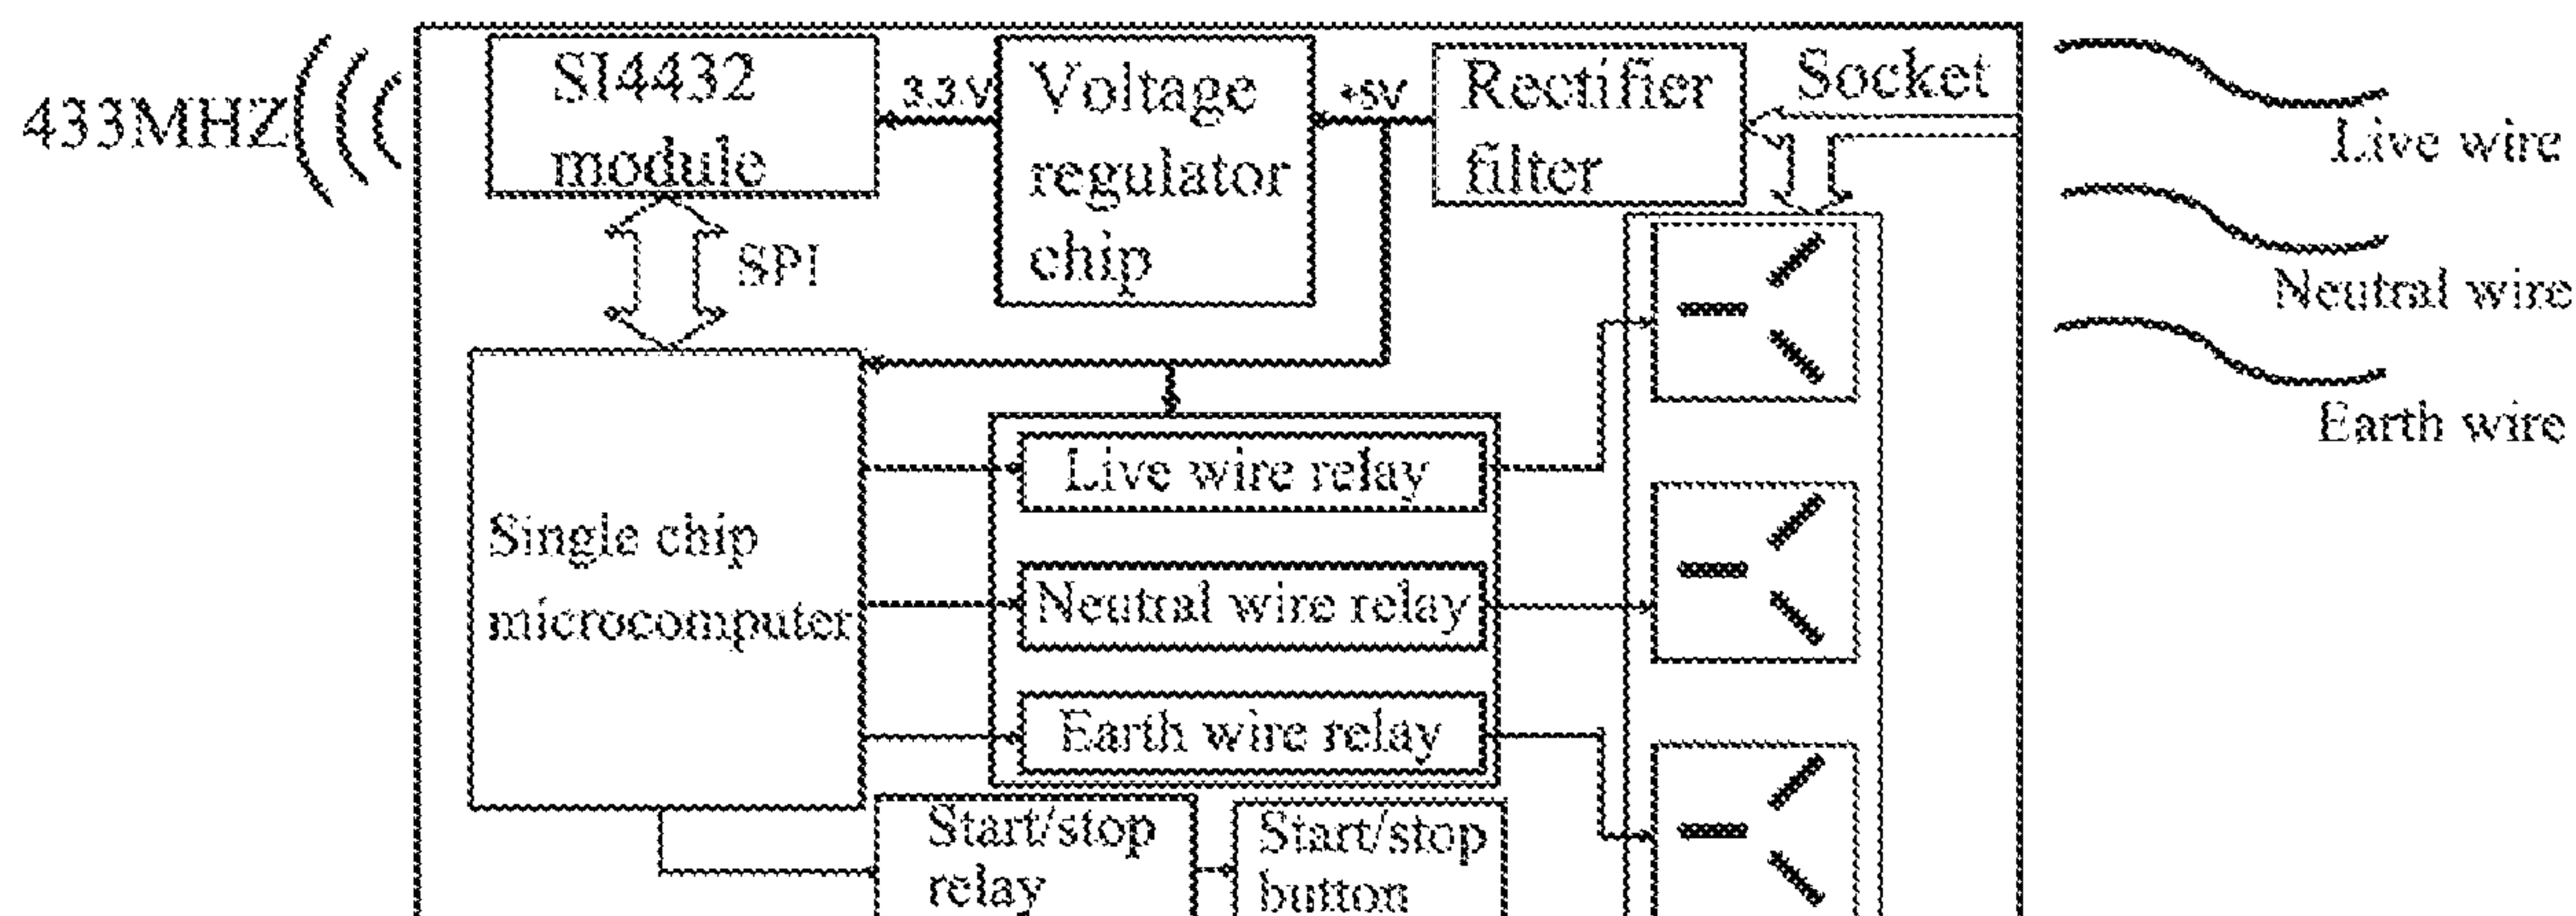 433MHZ
SI4432
module
3.3V
Voltage
regulator
chip
+5V
Rectifier
filter
Socket
Live wire
Neutral wire
Earth wire
SPI
Single chip
microcomputer
Live wire relay
Neutral wire relay
Earth wire relay
Start/stop
relay
Start/stop
button